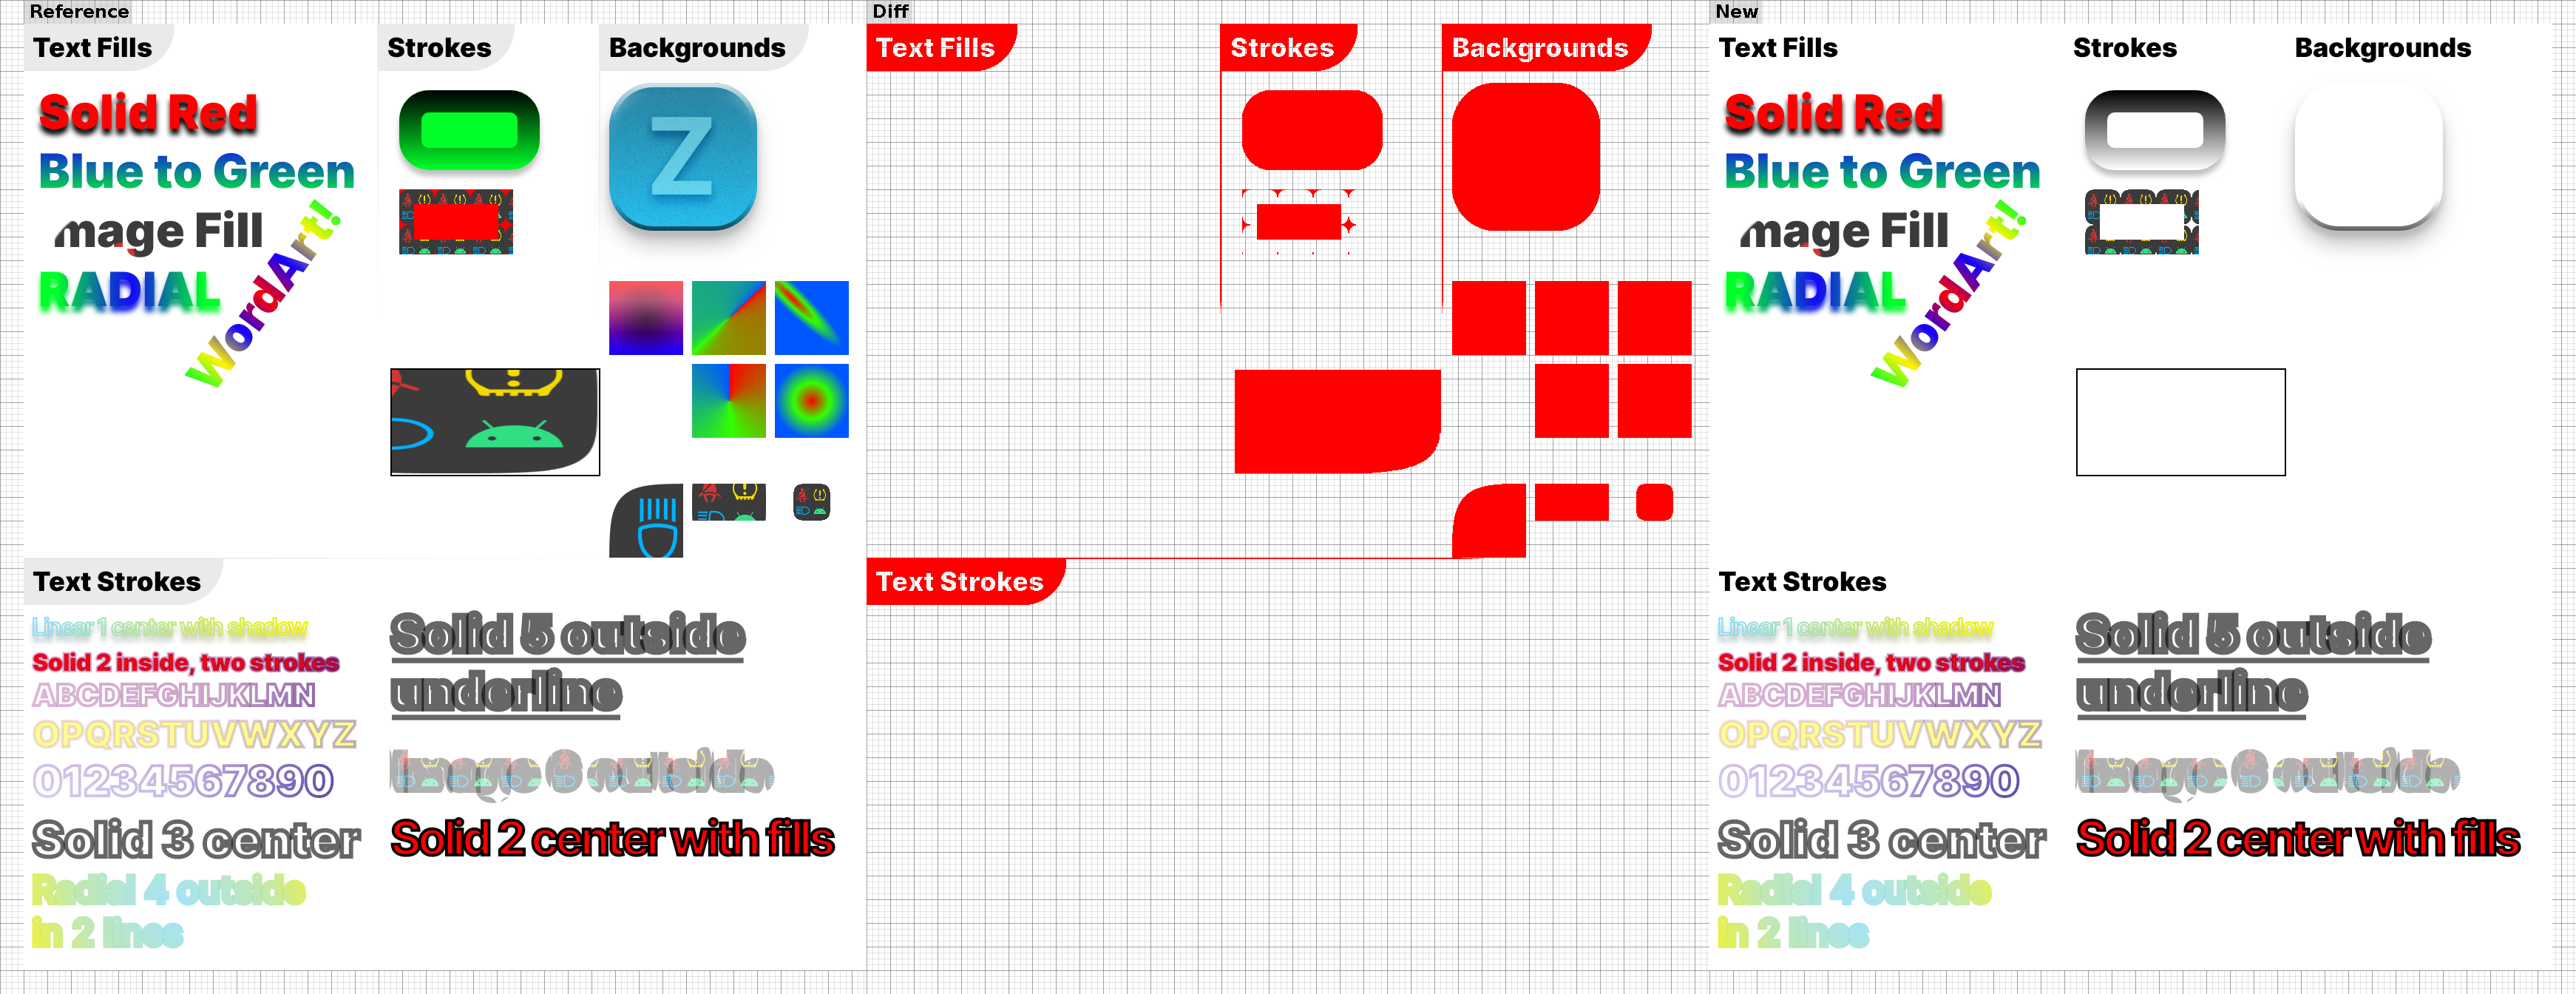 Reference
Diff
New
Text Fills
Strokes
Backgrounds
Solid Red
Blue to Green
mage Fill
RADIAL
WordArt!
Z
Text Strokes
Linear 1 center with shadow
Solid 2 inside, two strokes
ABCDEFGHIJKLMN
OPQRSTUVWXYZ
01234567890
Solid 3 center
Radial 4 outside
in 2 lines
Solid 5 outside
underline
Image 6 outside
Solid 2 center with fills
Text Fills
Strokes
Backgrounds
Text Strokes
Text Fills
Strokes
Backgrounds
Solid Red
Blue to Green
mage Fill
RADIAL
WordArt!
Text Strokes
Linear 1 center with shadow
Solid 2 inside, two strokes
ABCDEFGHIJKLMN
OPQRSTUVWXYZ
01234567890
Solid 3 center
Radial 4 outside
in 2 lines
Solid 5 outside
underline
Image 6 outside
Solid 2 center with fills